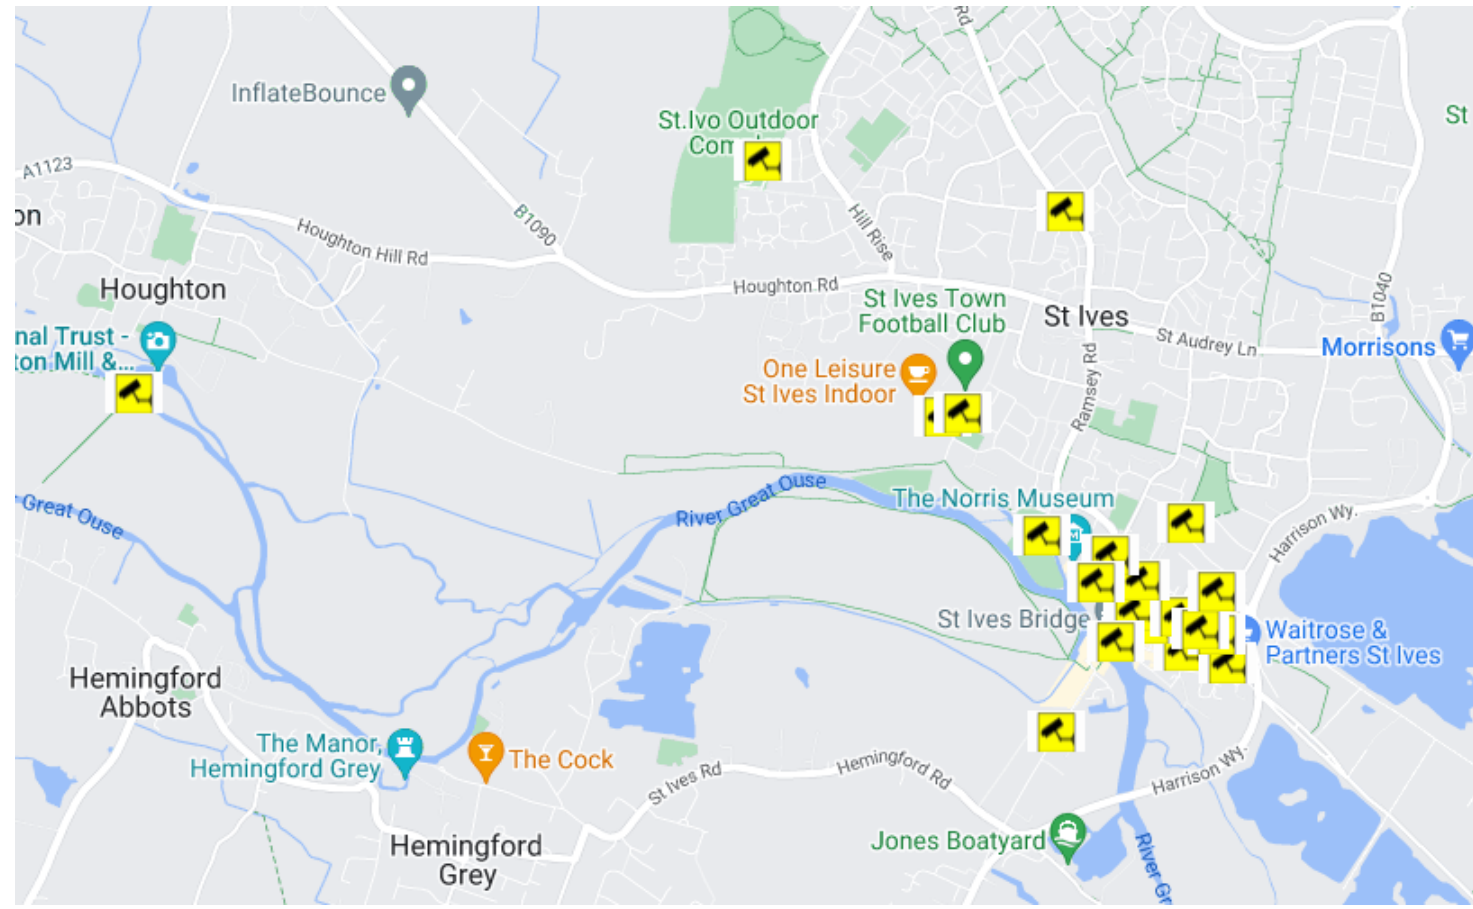 Rd
InflateBounce
St.Ivo Outdoor
Com
St
A1123
on
B1090
Houghton Hill Rd
Hill Rise
B1040
Houghton
Houghton Rd
St Ives Town
Football Club
St Ives
St Audrey Ln
Morrisons
nal Trust -
ton Mill &...
One Leisure
St Ives Indoor
Ramsey Rd
Great Ouse
River Great Ouse
The Norris Museum
Harrison Wy.
St Ives Bridge
Waitrose &
Partners St Ives
Hemingford
Abbots
The Manor,
Hemingford Grey
The Cock
St Ives Rd
Hemingford Rd
Harrison Wy.
Hemingford
Grey
Jones Boatyard
River Gr